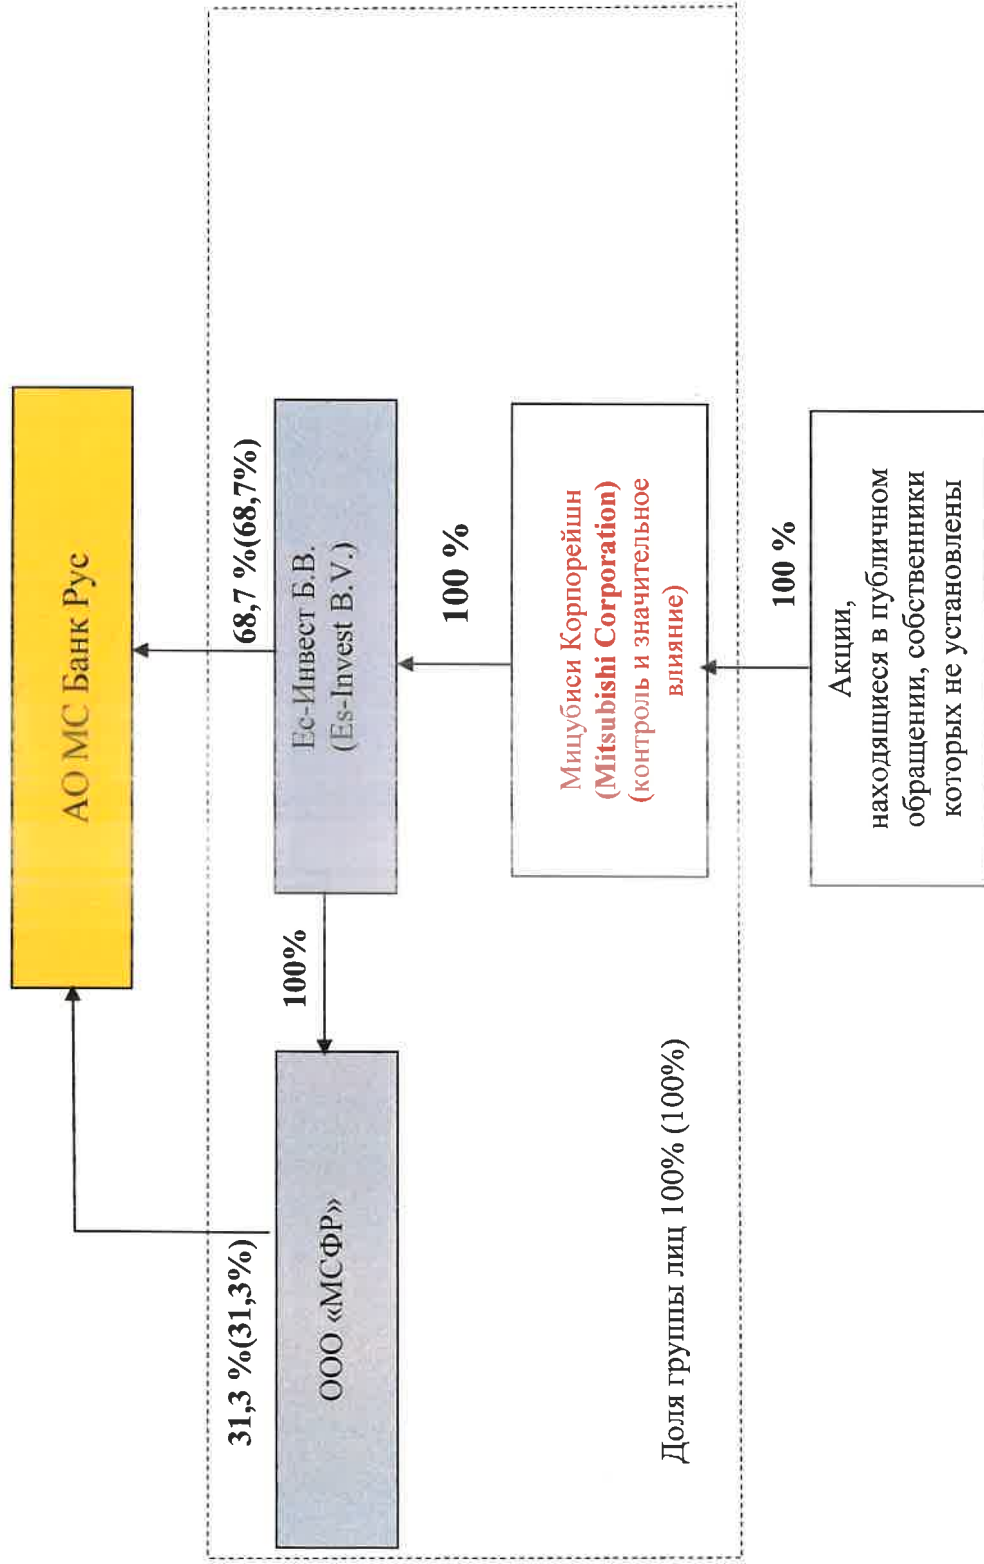 АО МС Банк Рус
31,3 %(31,3%)
68,7 %(68,7%)
ООО «МСФР»
100%
Ес-Инвест Б.В.
(Es-Invest B.V.)
100 %
Мицубиси Корпорейшн
(Mitsubishi Corporation)
(контроль и значительное
влияние)
Доля группы лиц 100% (100%)
100 %
Акции,
находящиеся в публичном
обращении, собственники
которых не установлены